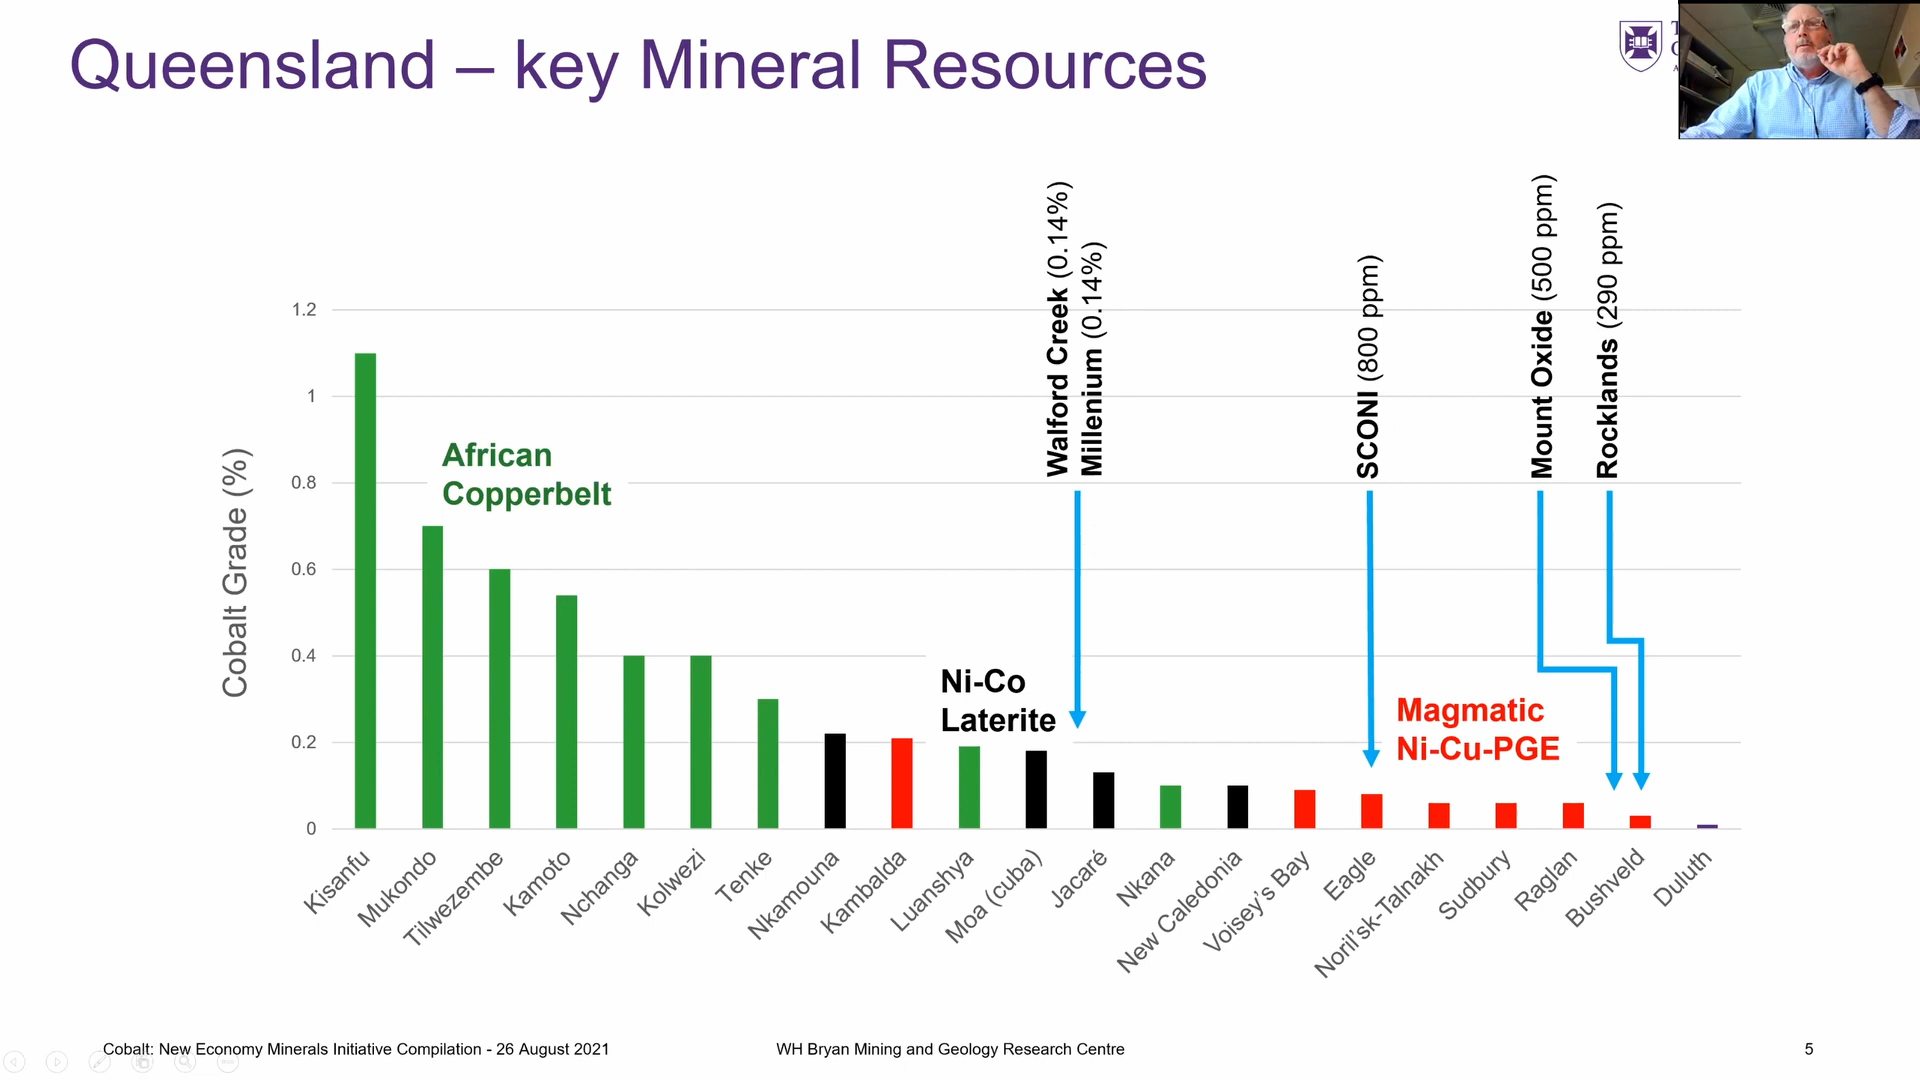 Queensland – key Mineral Resources
Walford Creek (0.14%)
Millenium (0.14%)
SCONI (800 ppm)
Mount Oxide (500 ppm)
Rocklands (290 ppm)
Cobalt Grade (%)
1.2
1
0.8
0.6
0.4
0.2
0
African
Copperbelt
Ni-Co
Laterite
Magmatic
Ni-Cu-PGE
Kisanfu
Mukondo
Tilwezembe
Kamoto
Nchanga
Kolwezi
Tenke
Nkamouna
Kambalda
Luanshya
Moa (cuba)
Jacaré
Nkana
New Caledonia
Voisey's Bay
Eagle
Noril'sk-Talnakh
Sudbury
Raglan
Bushveld
Duluth
Cobalt: New Economy Minerals Initiative Compilation - 26 August 2021
WH Bryan Mining and Geology Research Centre
5